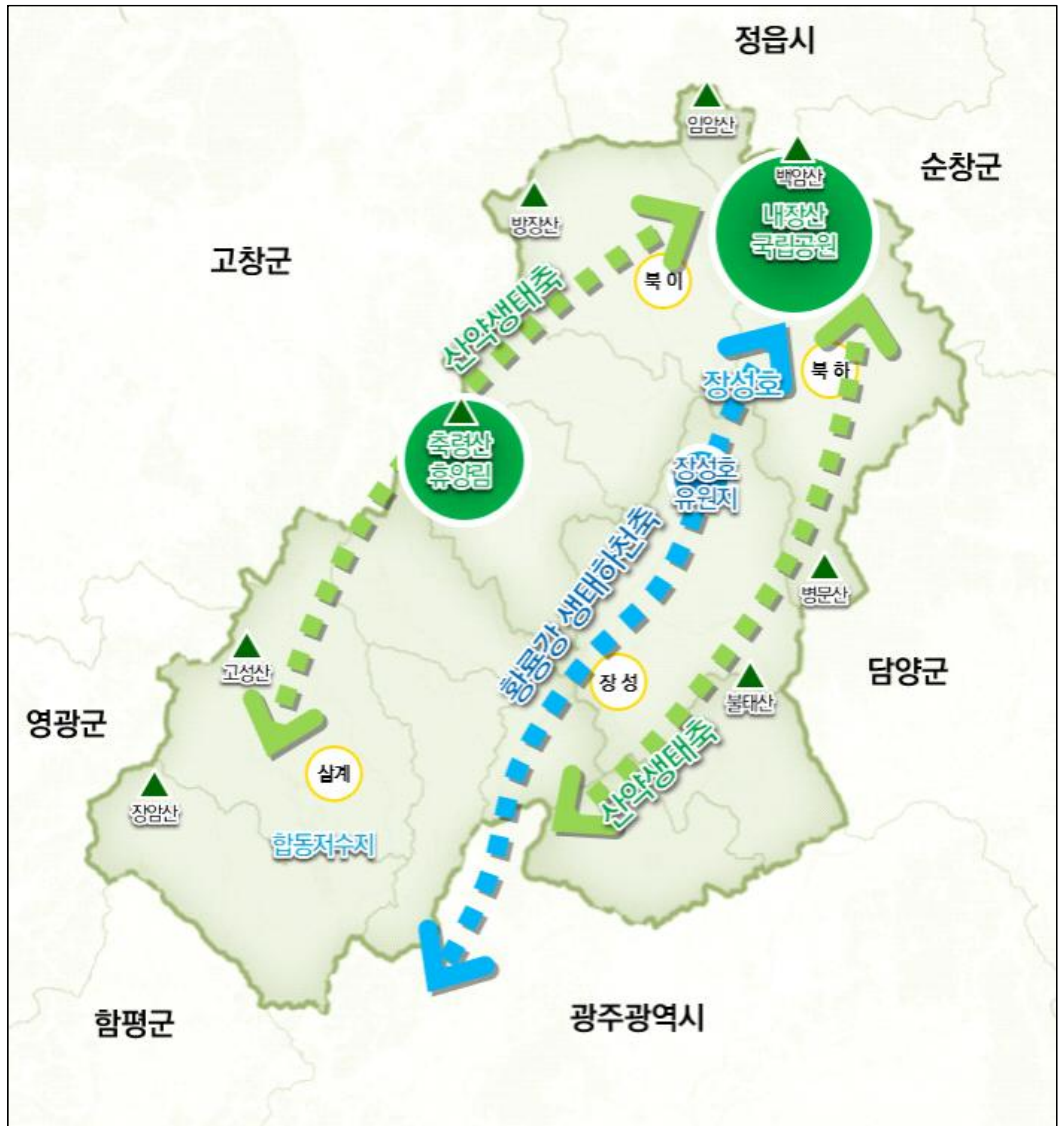 정읍시
임암산
백암산
순창군
내장산
국립공원
방장산
고창군
북 이
산악생태축
장성호
북 하
축령산
휴양림
장성호
유원지
황룡강 생태하천축
병문산
고성산
장 성
담양군
불태산
영광군
삼계
산악생태축
장암산
합동저수지
광주광역시
함평군